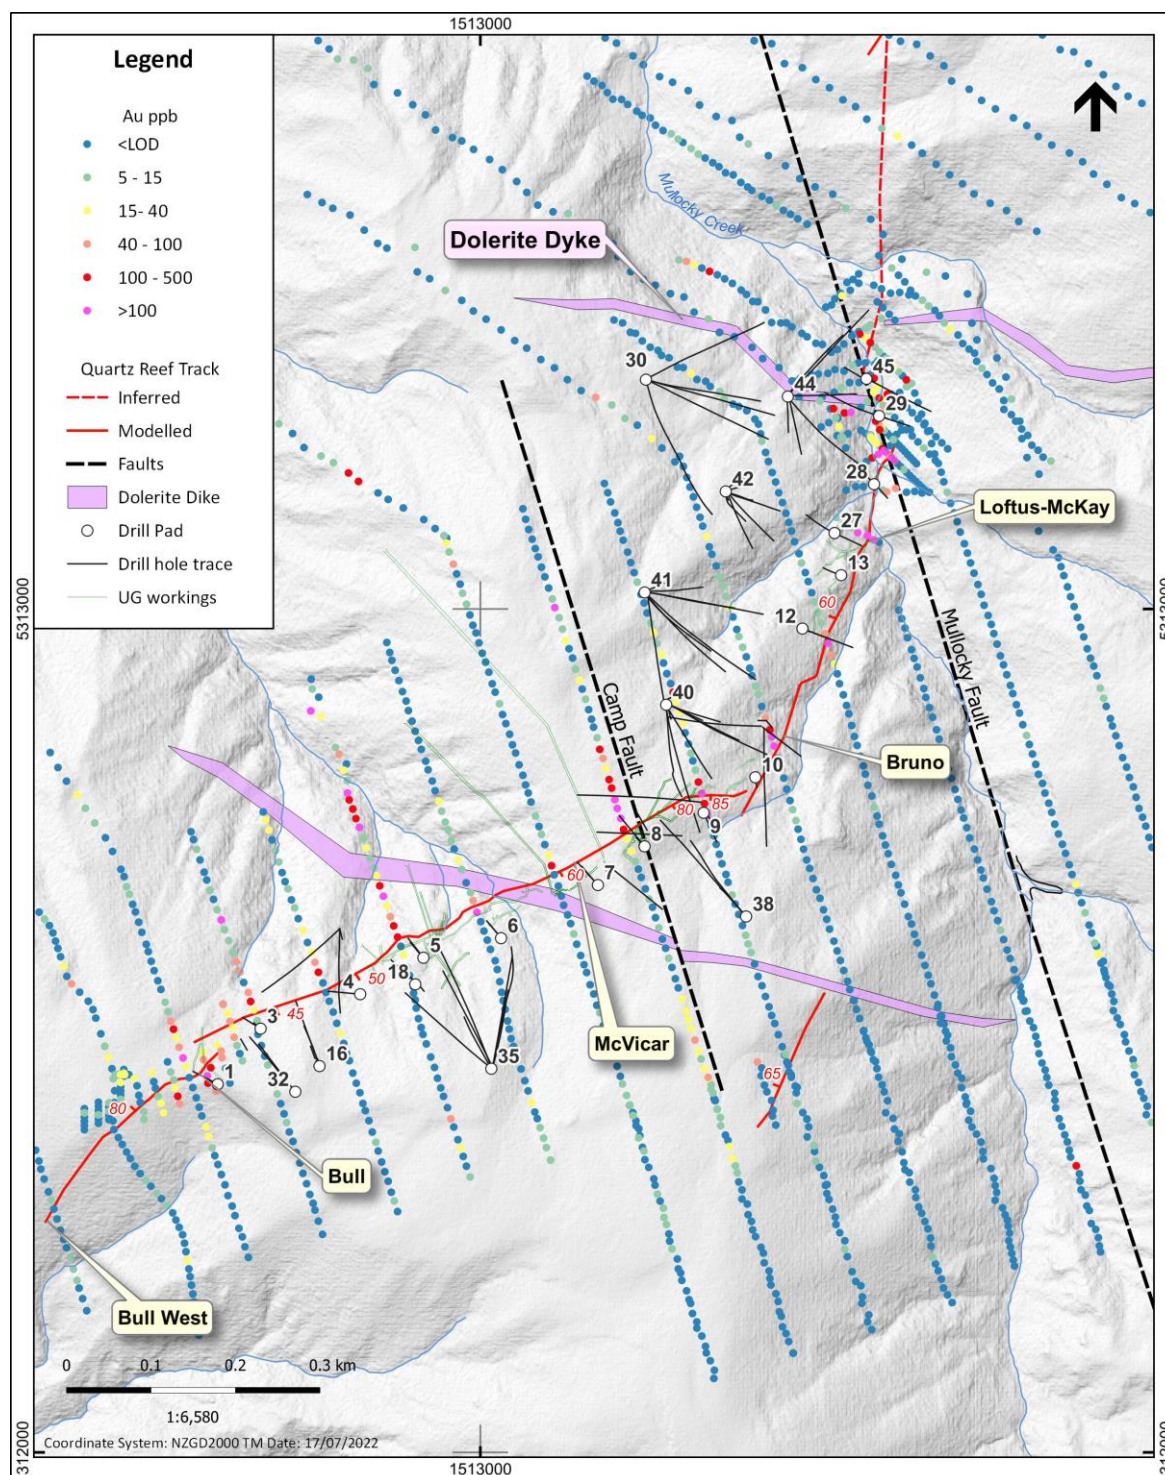 1513000
Legend
Au ppb
<LOD
5 - 15
15- 40
40 - 100
100 - 500
>100
Quartz Reef Track
Inferred
Modelled
Faults
Dolerite Dike
Drill Pad
Drill hole trace
UG workings
Mullocky Creek
Dolerite Dyke
30
45
44
29
42
28
Loftus-McKay
27
13
41
5313000
5313000
12
60
Mullocky Fault
Camp Fault
40
Bruno
10
80
85
8
9
60
7
38
6
5
18
50
4
45
3
McVicar
16
35
65
32
1
80
Bull
Bull West
0 0.1 0.2 0.3 km
1:6,580
Coordinate System: NZGD2000 TM Date: 17/07/2022
312000
312000
1513000